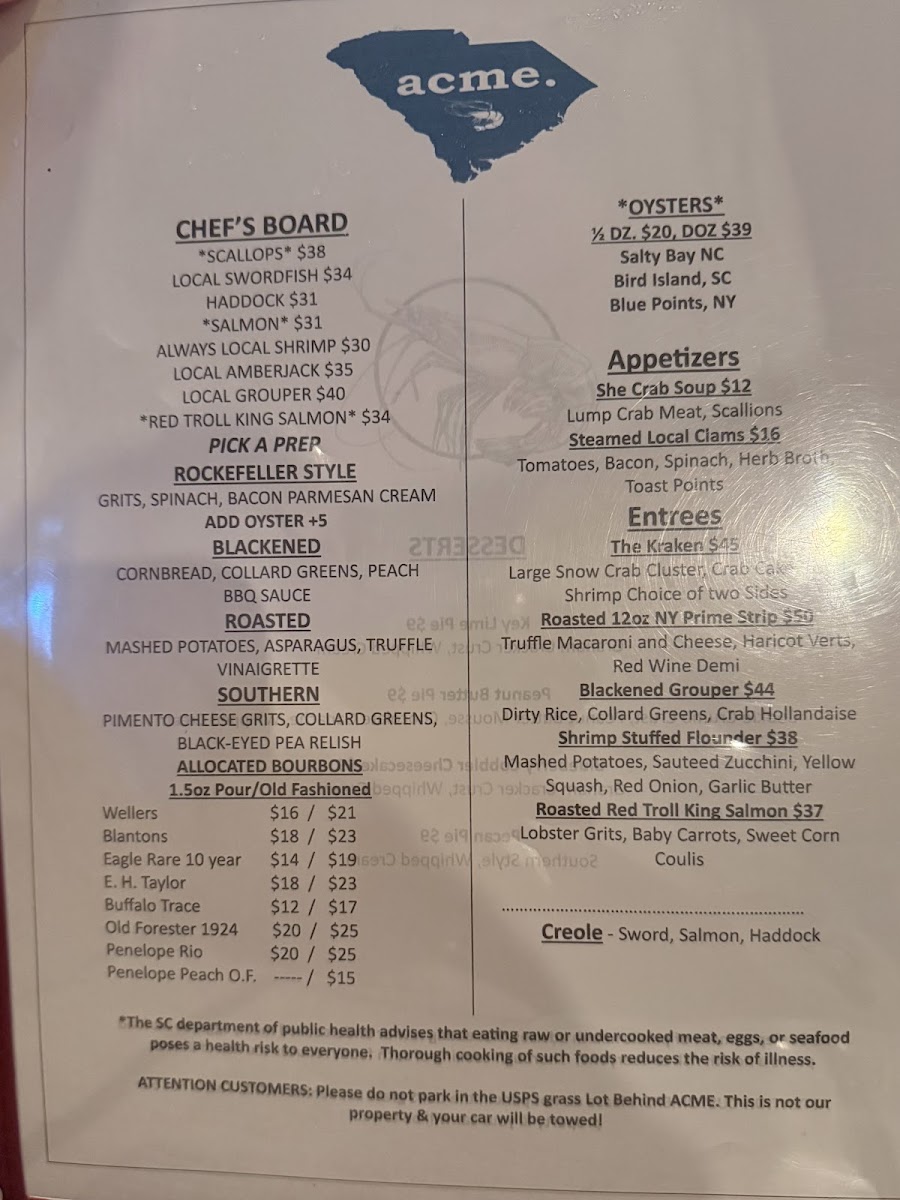 acme.
CHEF'S BOARD
*SCALLOPS* $38
LOCAL SWORDFISH $34
HADDOCK $31
*SALMON* $31
ALWAYS LOCAL SHRIMP $30
LOCAL AMBERJACK $35
LOCAL GROUPER $40
*RED TROLL KING SALMON* $34
PICK A PREP
ROCKEFELLER STYLE
GRITS, SPINACH, BACON PARMESAN CREAM
ADD OYSTER +5
BLACKENED
CORNBREAD, COLLARD GREENS, PEACH
BBQ SAUCE
ROASTED
MASHED POTATOES, ASPARAGUS, TRUFFLE
VINAIGRETTE
SOUTHERN
PIMENTO CHEESE GRITS, COLLARD GREENS,
BLACK-EYED PEA RELISH
ALLOCATED BOURBONS
1.5oz Pour/Old Fashioned
Wellers $16 / $21
Blantons $18 / $23
Eagle Rare 10 year $14 / $19
E. H. Taylor $18 / $23
Buffalo Trace $12 / $17
Old Forester 1924 $20 / $25
Penelope Rio $20 / $25
Penelope Peach O.F. ----- / $15
*OYSTERS*
½ DZ. $20, DOZ $39
Salty Bay NC
Bird Island, SC
Blue Points, NY
Appetizers
She Crab Soup $12
Lump Crab Meat, Scallions
Steamed Local Clams $16
Tomatoes, Bacon, Spinach, Herb Broth,
Toast Points
Entrees
The Kraken $45
Large Snow Crab Cluster, Crab Cake
Shrimp Choice of two Sides
Roasted 12oz NY Prime Strip $50
Truffle Macaroni and Cheese, Haricot Verts,
Red Wine Demi
Blackened Grouper $44
Dirty Rice, Collard Greens, Crab Hollandaise
Shrimp Stuffed Flounder $38
Mashed Potatoes, Sauteed Zucchini, Yellow
Squash, Red Onion, Garlic Butter
Roasted Red Troll King Salmon $37
Lobster Grits, Baby Carrots, Sweet Corn
Coulis
Creole - Sword, Salmon, Haddock
*The SC department of public health advises that eating raw or undercooked meat, eggs, or seafood
poses a health risk to everyone. Thorough cooking of such foods reduces the risk of illness.
ATTENTION CUSTOMERS: Please do not park in the USPS grass Lot Behind ACME. This is not our
property & your car will be towed!